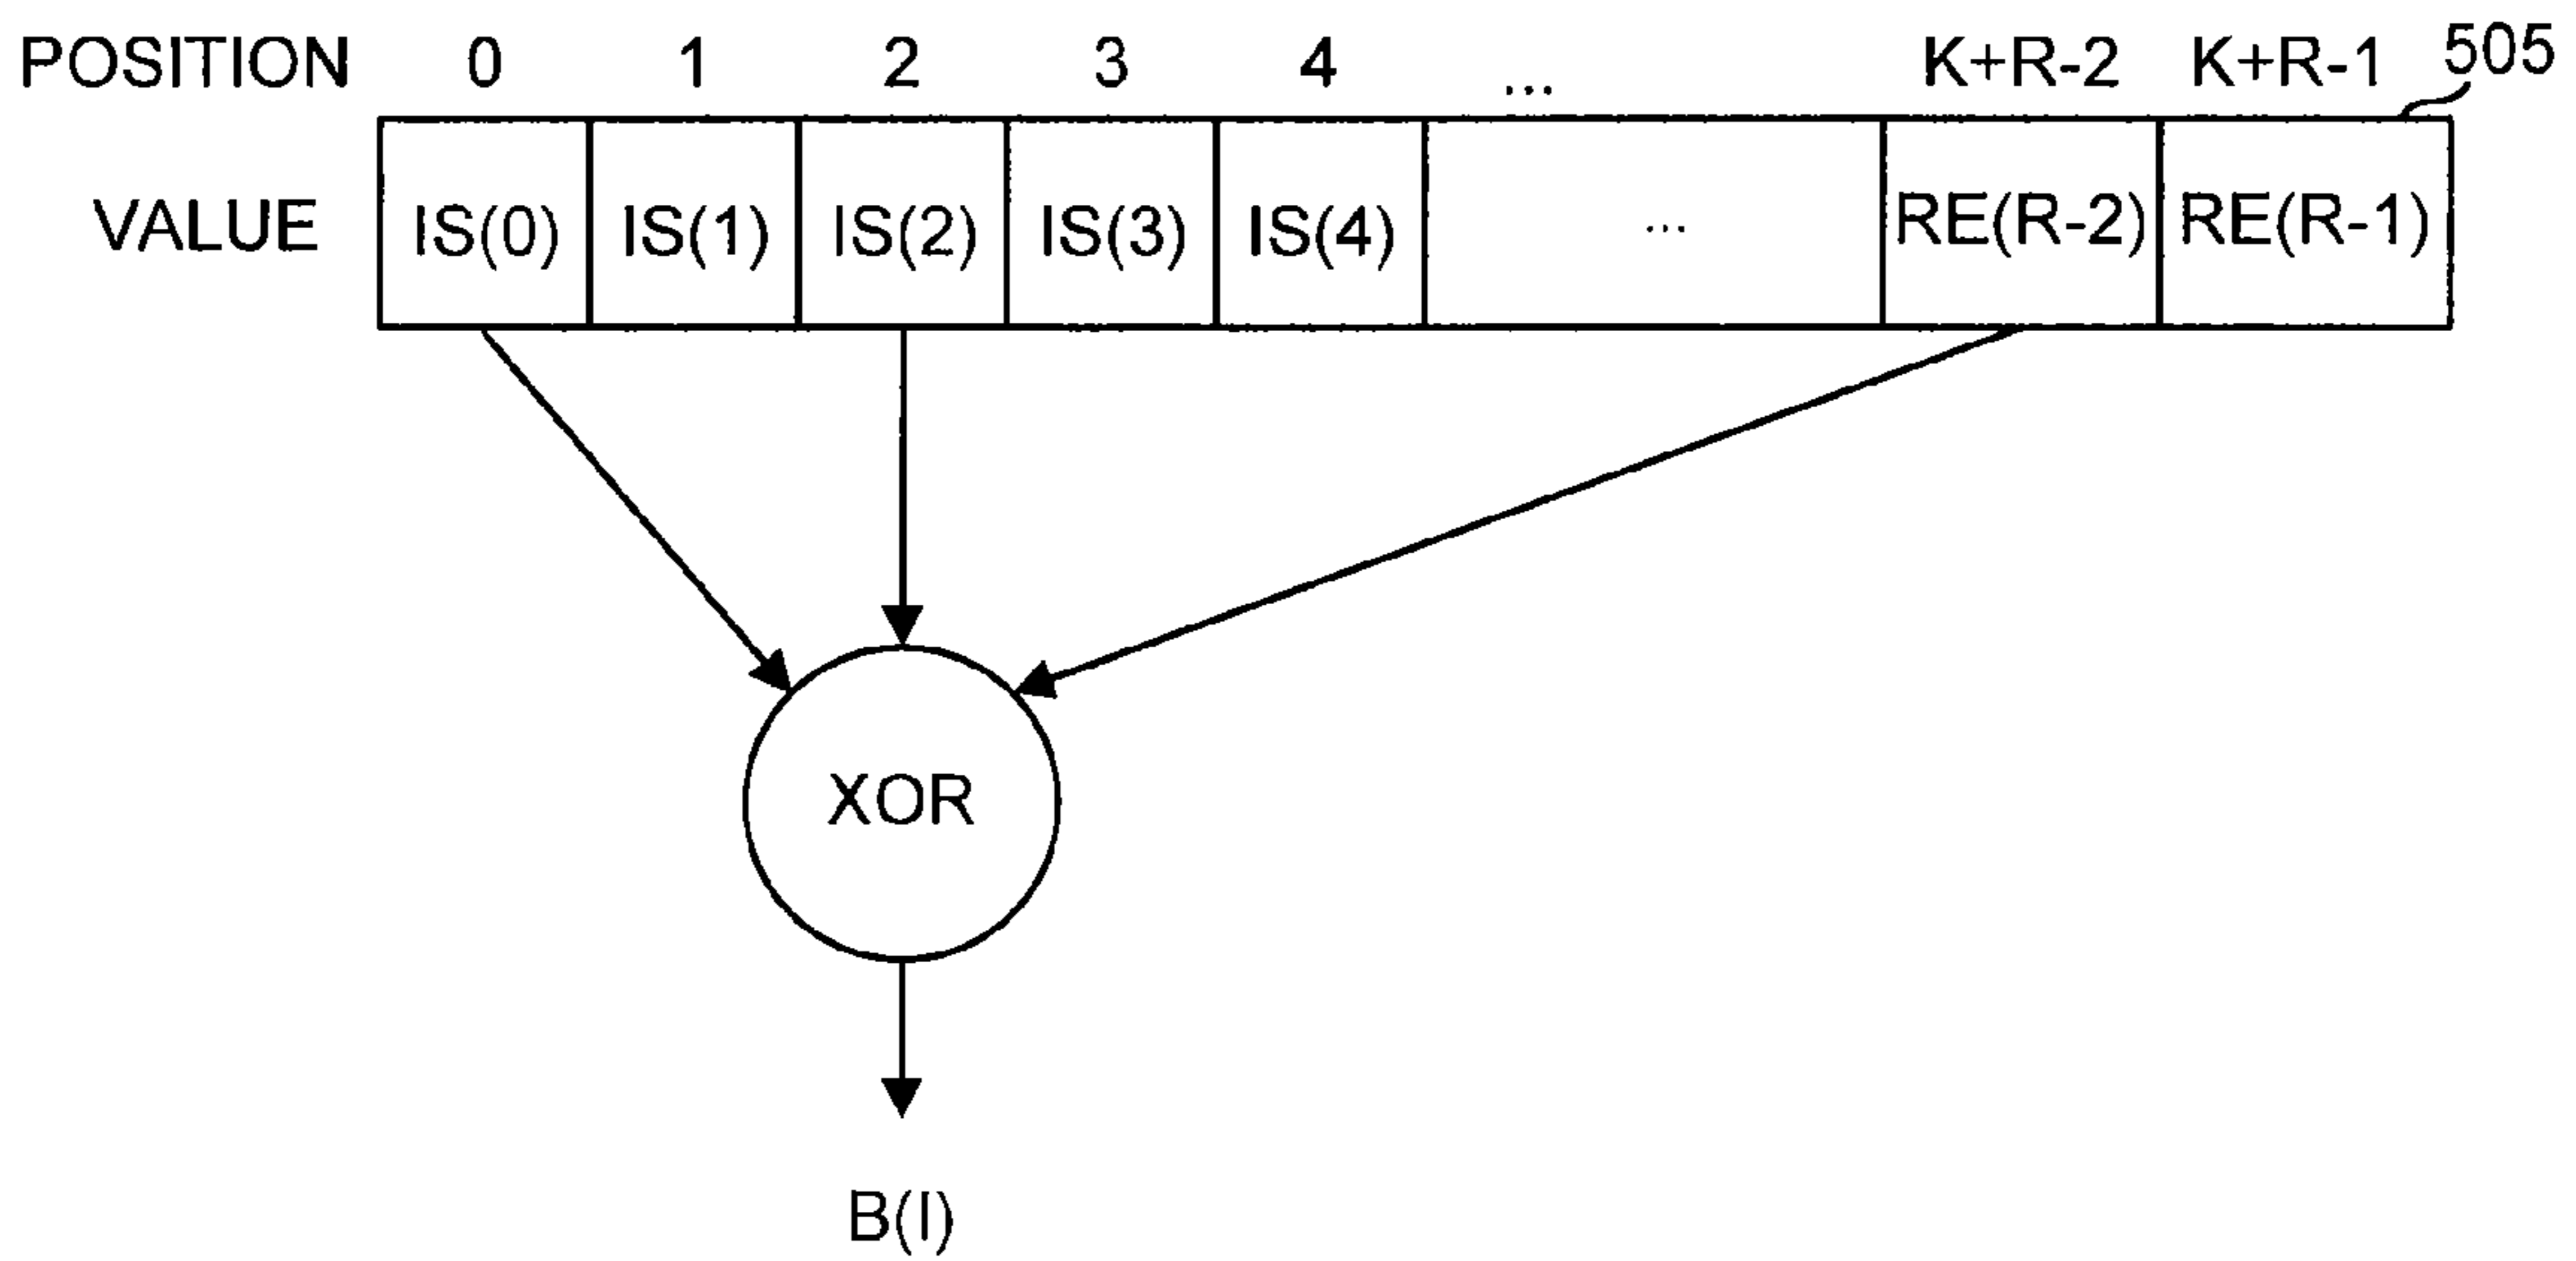 POSITION 0 1 2 3 4 ... K+R-2 K+R-1 505
VALUE IS(0) IS(1) IS(2) IS(3) IS(4) ... RE(R-2) RE(R-1)
XOR
B(I)